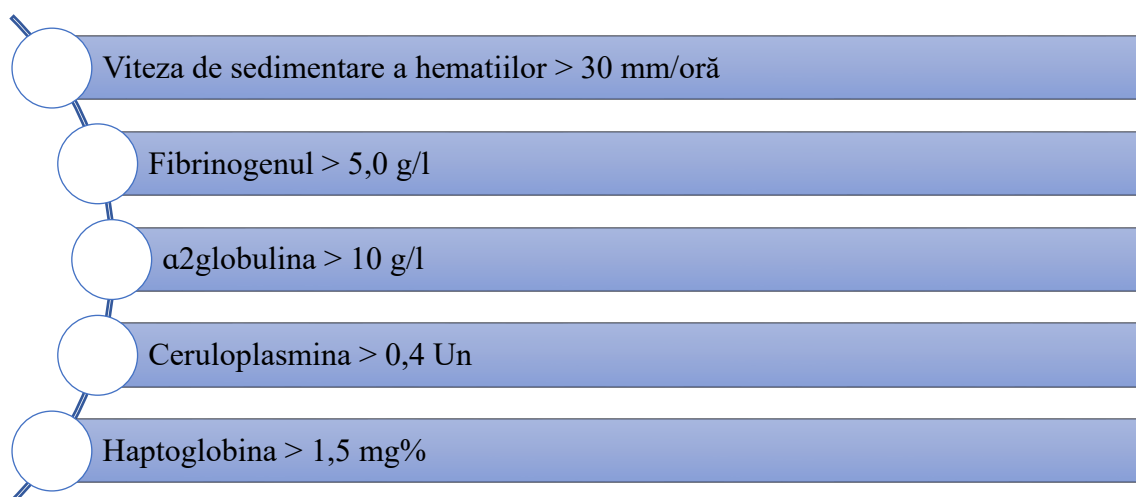 Viteza de sedimentare a hematiilor > 30 mm/oră
Fibrinogenul > 5,0 g/l
α2globulina > 10 g/l
Ceruloplasmina > 0,4 Un
Haptoglobina > 1,5 mg%